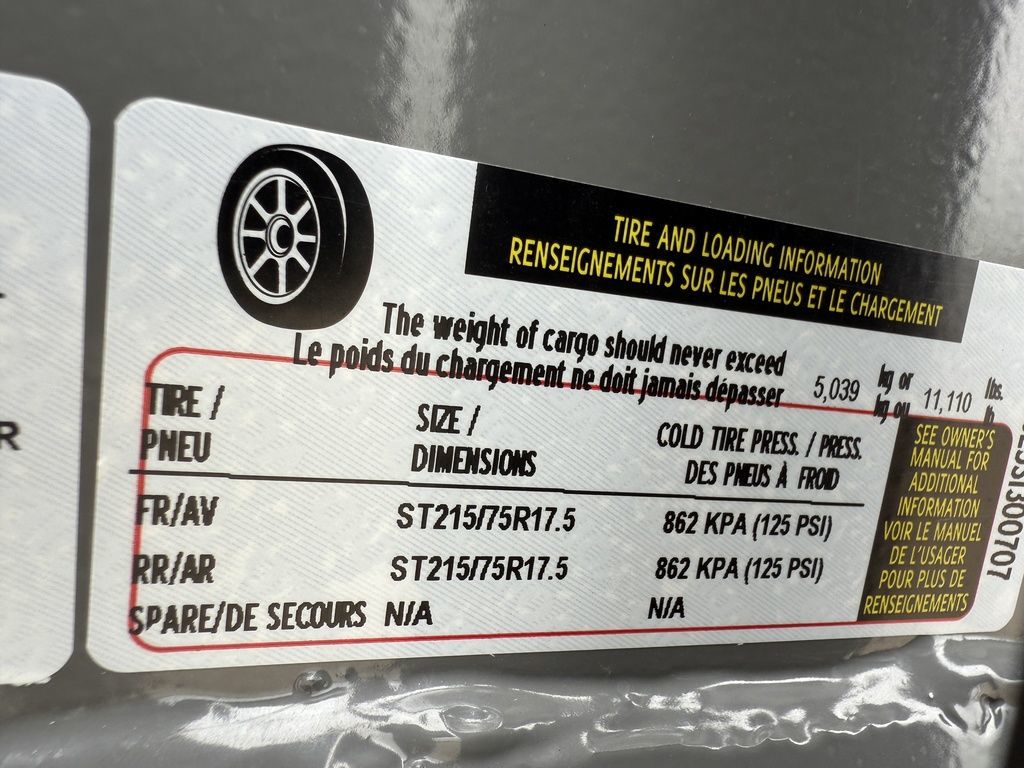 TIRE AND LOADING INFORMATION
RENSEIGNEMENTS SUR LES PNEUS ET LE CHARGEMENT
The weight of cargo should never exceed 5,039 kg or 11,110 lbs.
Le poids du chargement ne doit jamais dépasser kg ou lb.
TIRE / SIZE / COLD TIRE PRESS. / PRESS.
PNEU DIMENSIONS DES PNEUS À FROID
FR/AV ST215/75R17.5 862 KPA (125 PSI)
RR/AR ST215/75R17.5 862 KPA (125 PSI)
SPARE/DE SECOURS N/A N/A
SEE OWNER'S
MANUAL FOR
ADDITIONAL
INFORMATION
VOIR LE MANUEL
DE L'USAGER
POUR PLUS DE
RENSEIGNEMENTS
R